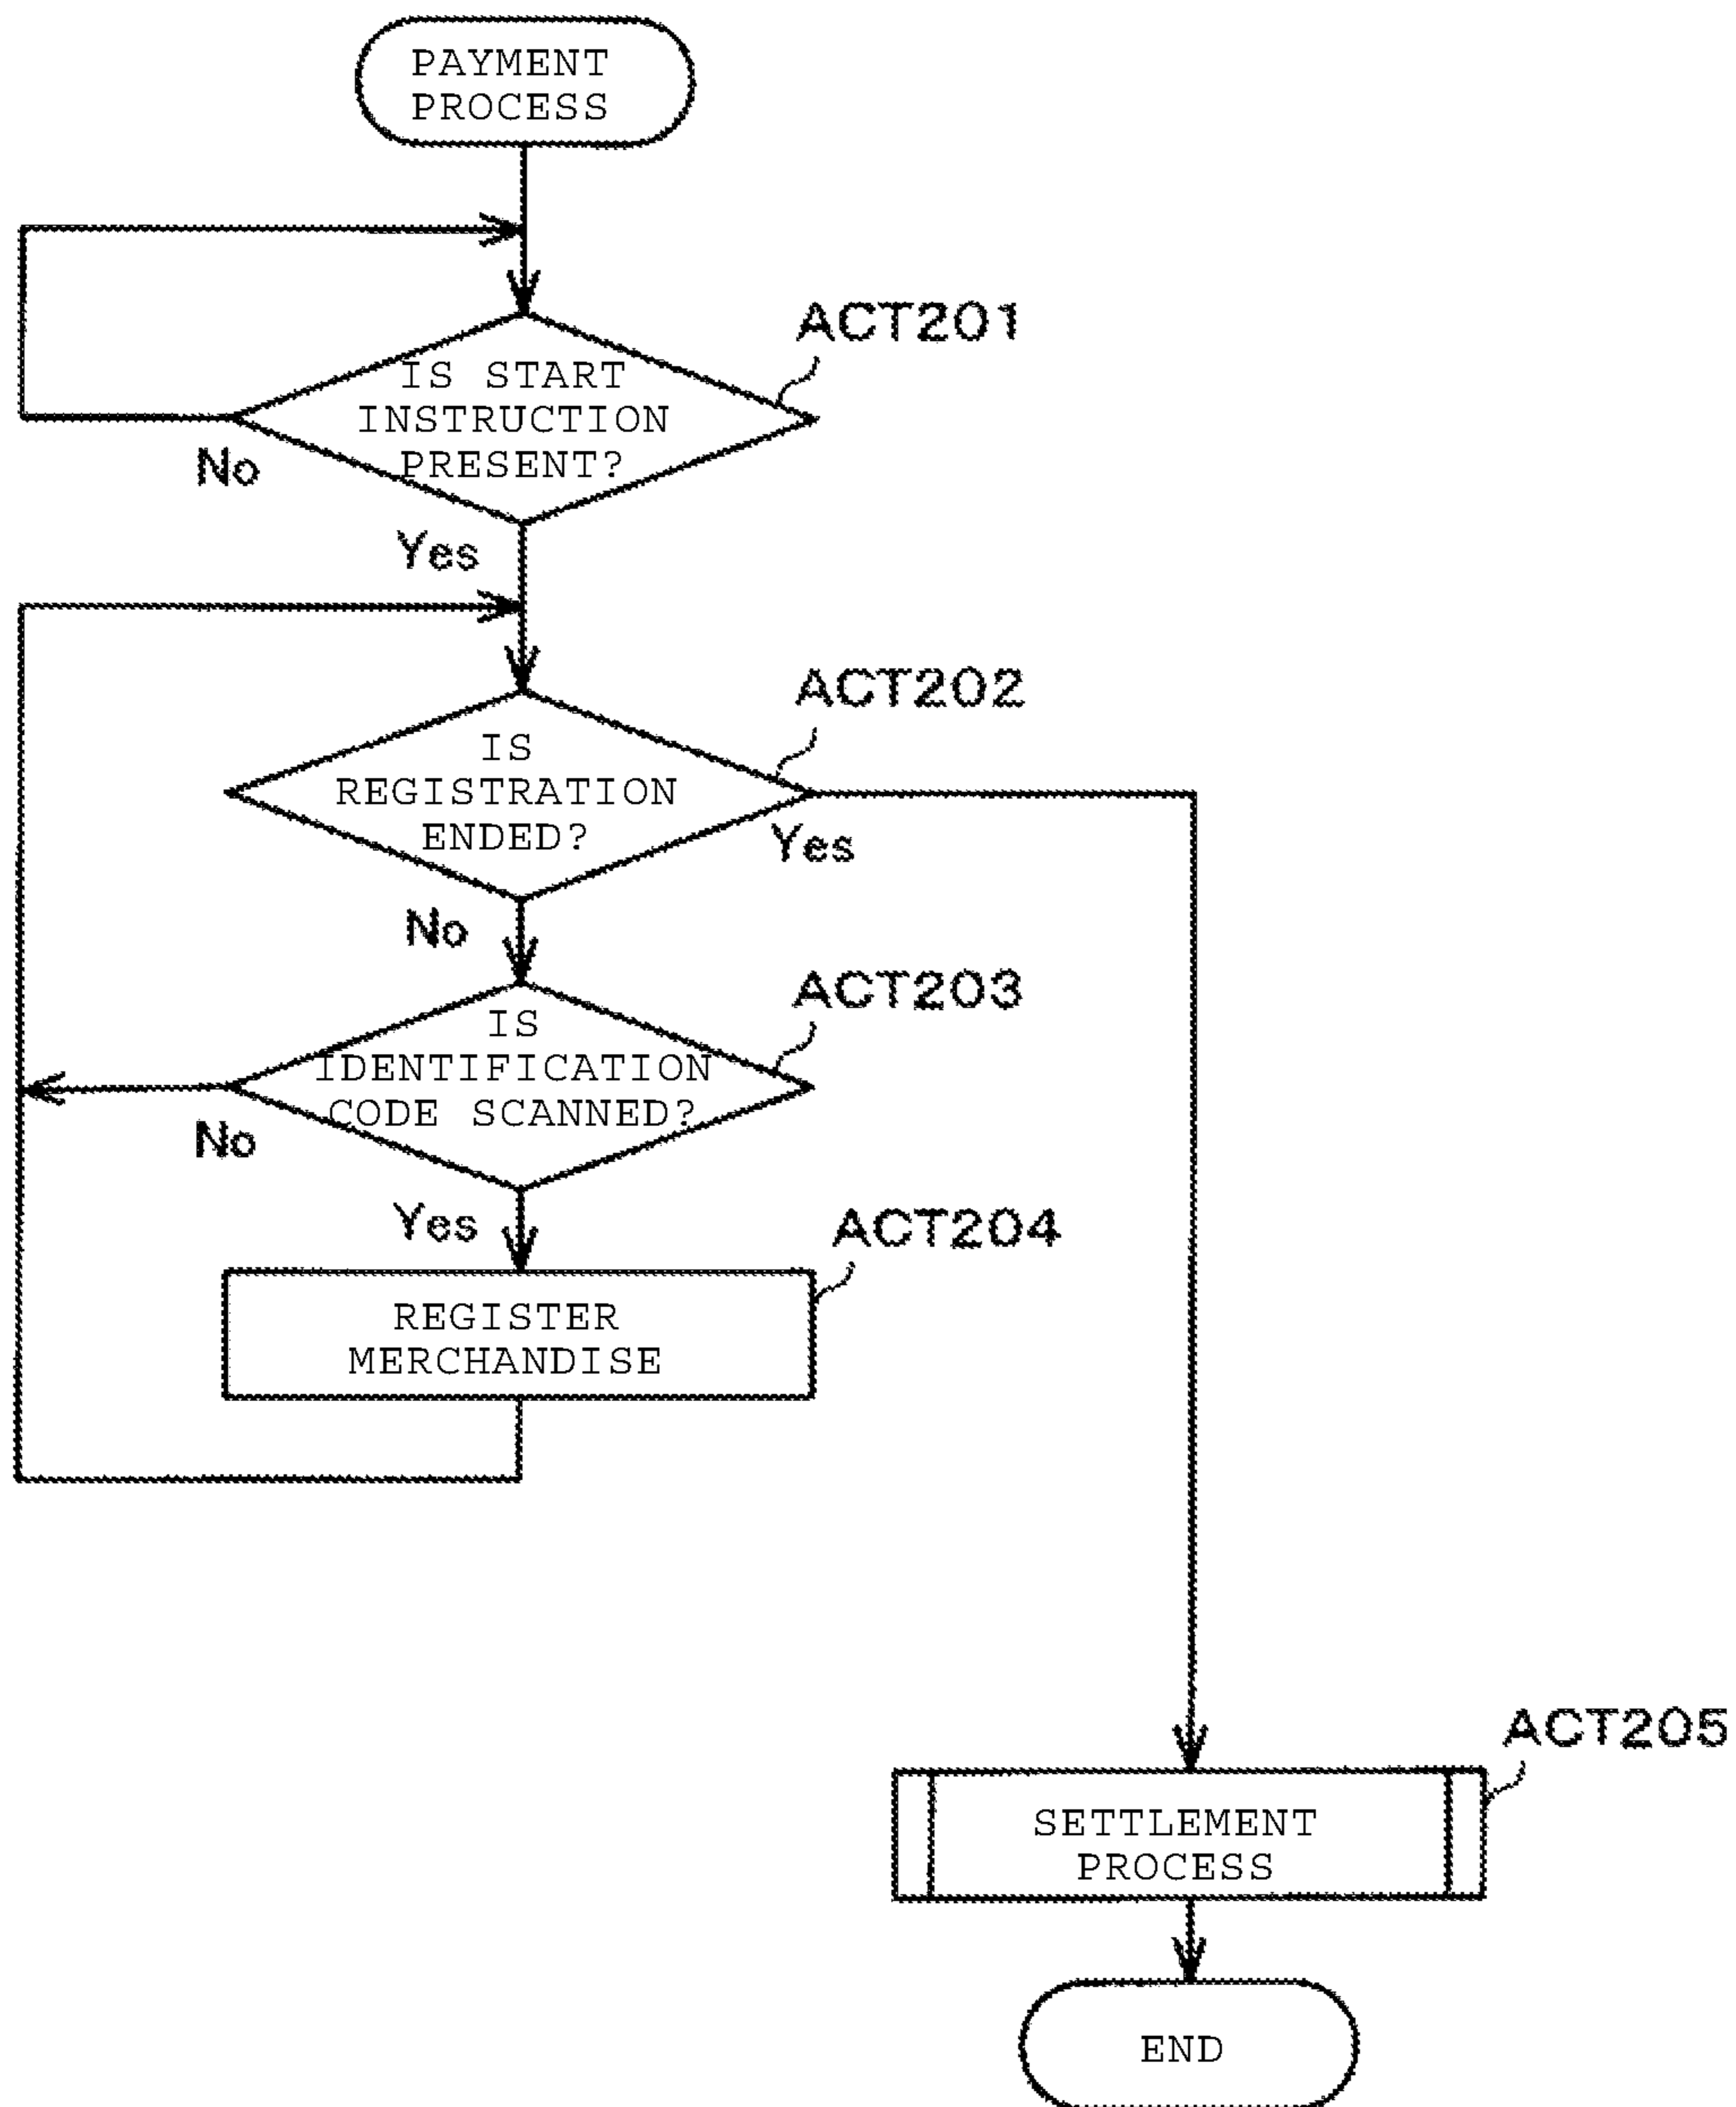 PAYMENT
PROCESS
ACT201
IS START
INSTRUCTION
PRESENT?
No
Yes
ACT202
IS
REGISTRATION
ENDED?
Yes
No
ACT203
IS
IDENTIFICATION
CODE SCANNED?
No
Yes
ACT204
REGISTER
MERCHANDISE
ACT205
SETTLEMENT
PROCESS
END